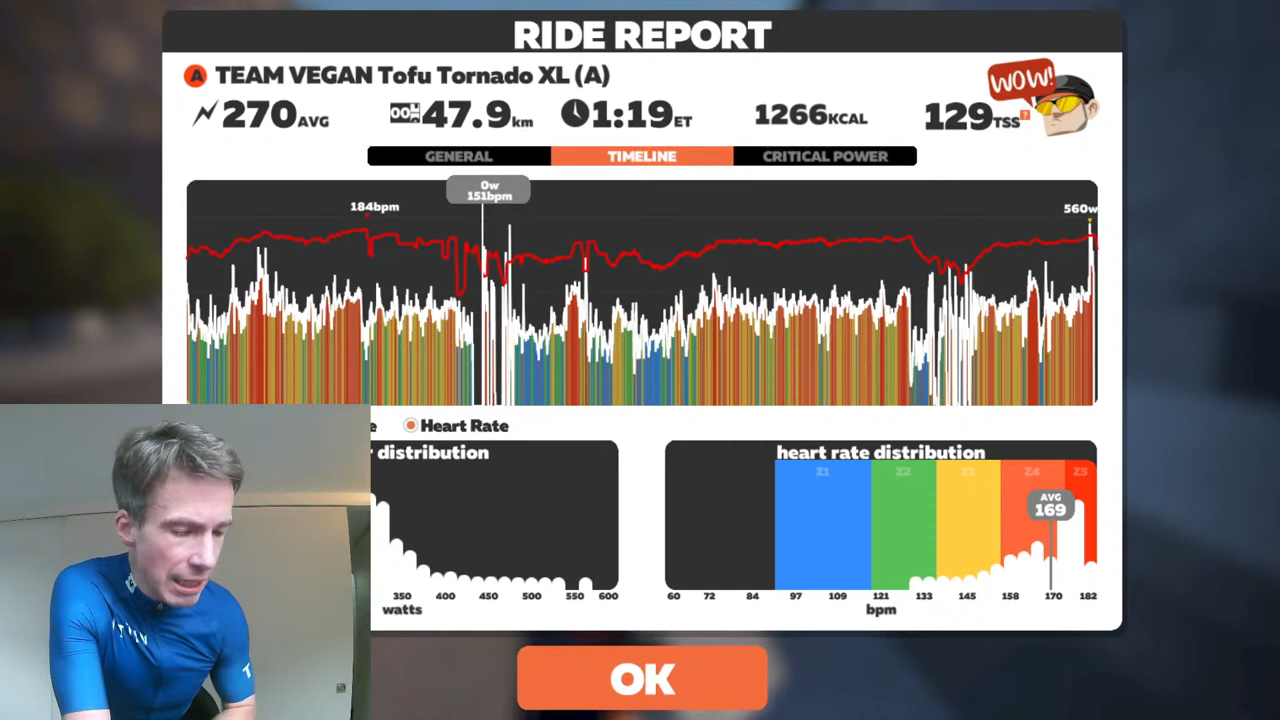 RIDE REPORT
A TEAM VEGAN Tofu Tornado XL (A)
WOW!
270AVG 47.9km 1:19ET 1266KCAL 129TSS?
GENERAL TIMELINE CRITICAL POWER
0w
151bpm
184bpm
560w
e Heart Rate
r distribution
heart rate distribution
Z1 Z2 Z3 Z4 Z5
AVG
169
350 400 450 500 550 600
watts
60 72 84 97 109 121 133 145 158 170 182
bpm
OK